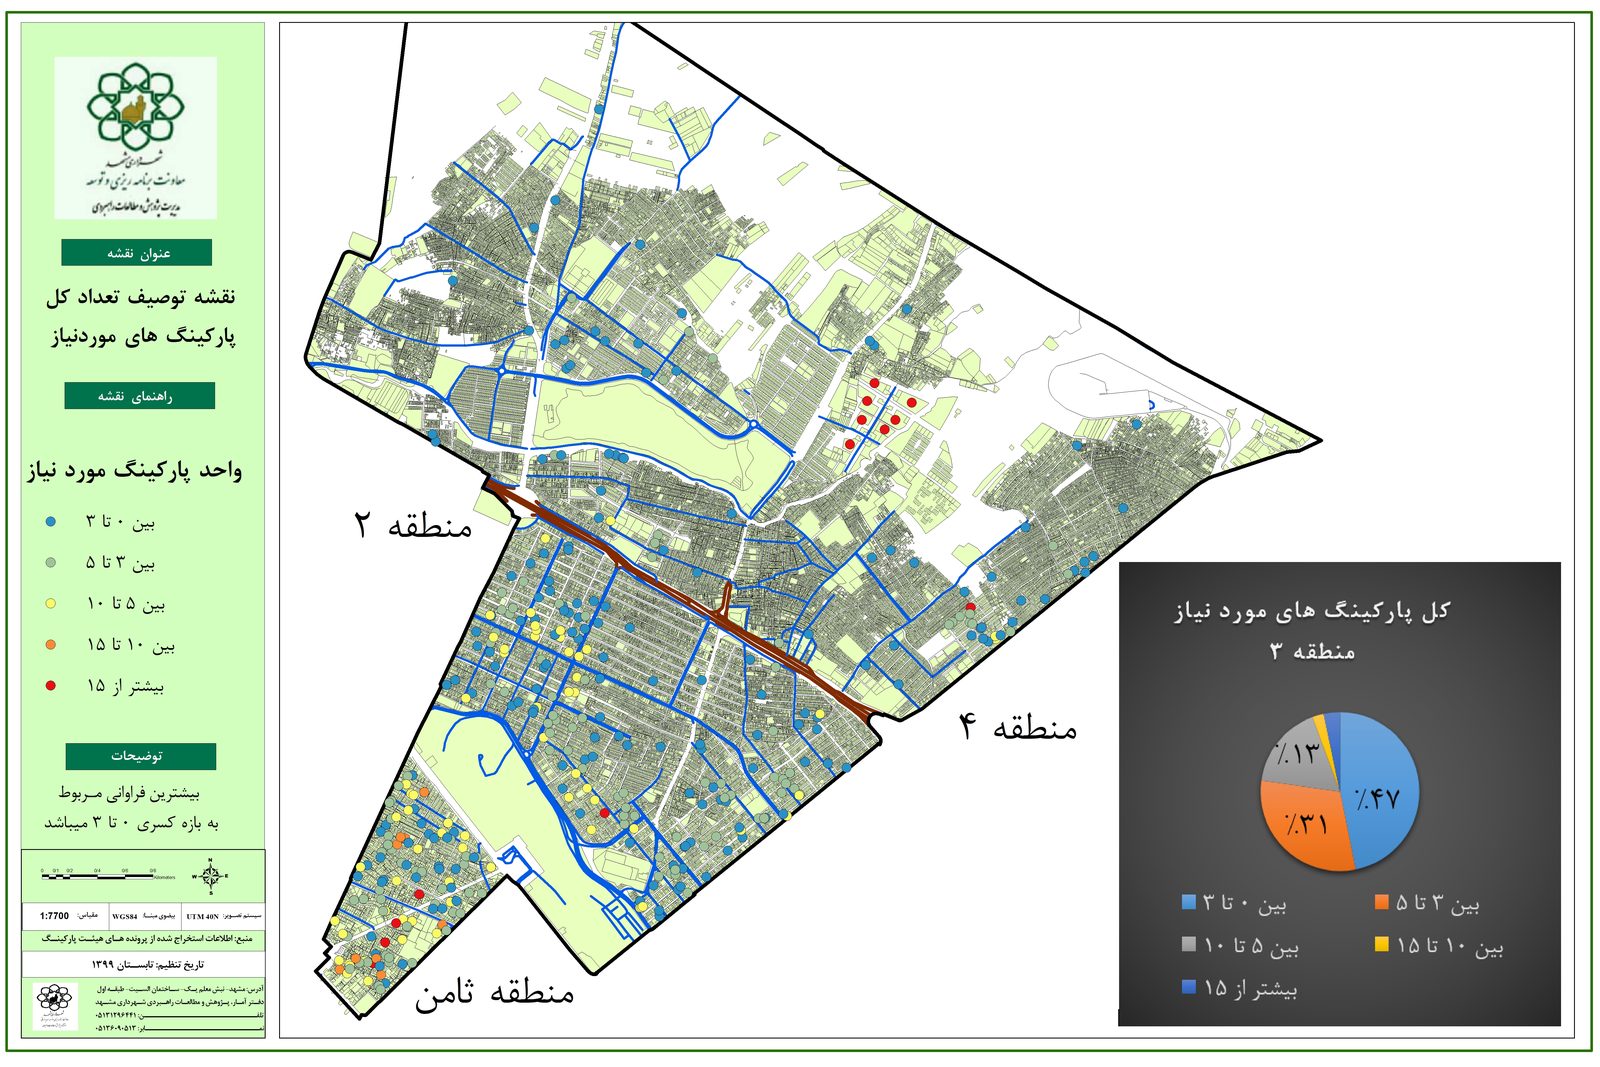 شهرداری مشهد
معاونت برنامه ریزی و توسعه
مدیریت پژوهش و مطالعات راهبردی
عنوان نقشه
نقشه توصیف تعداد کل
پارکینگ های موردنیاز
راهنمای نقشه
واحد پارکینگ مورد نیاز
بین ۰ تا ۳
بین ۳ تا ۵
بین ۵ تا ۱۰
بین ۱۰ تا ۱۵
بیشتر از ۱۵
توضیحات
بیشترین فراوانی مربوط
به بازه کسری ۰ تا ۳ میباشد
N
W E
S
Kilometers
سیستم تصویر: UTM 40N بیضوی مبنا: WGS84 مقیاس: 1:7700
منبع: اطلاعات استخراج شده از پرونده های هیئت پارکینگ
تاریخ تنظیم: تابستان ۱۳۹۹
آدرس: مشهد - نبش معلم یک - ساختمان السیت - طبقه اول
دفتر آمار، پژوهش و مطالعات راهبردی شهرداری مشهد
تلفن: ۰۵۱۳۱۲۹۶۴۴۱
نمابر: ۰۵۱۳۶۰۹۰۵۱۳
منطقه ۲
منطقه ۴
منطقه ثامن
کل پارکینگ های مورد نیاز
منطقه ۳
٪۴۷
٪۳۱
٪۱۳
بین ۰ تا ۳
بین ۳ تا ۵
بین ۵ تا ۱۰
بین ۱۰ تا ۱۵
بیشتر از ۱۵